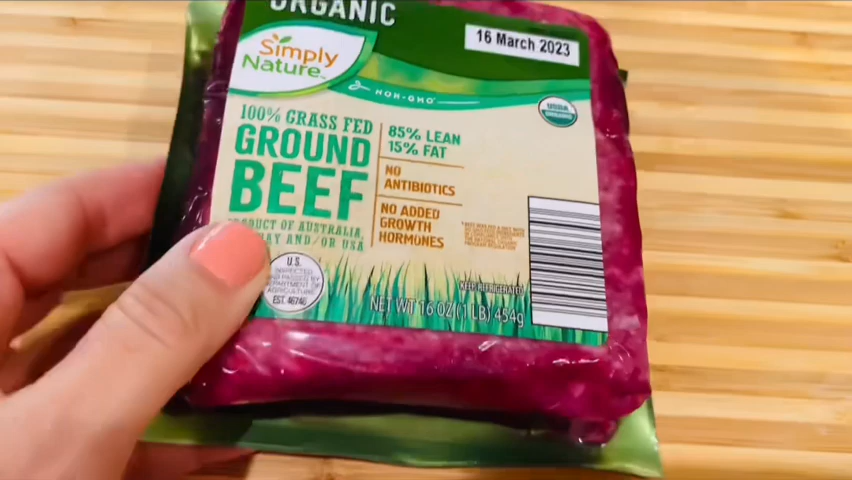 ORGANIC
16 March 2023
Simply
Nature
NON-GMO
USDA
ORGANIC
100% GRASS FED
GROUND
BEEF
85% LEAN
15% FAT
NO
ANTIBIOTICS
NO ADDED
GROWTH
HORMONES
OF AUSTRALIA,
AND/OR USA
U.S.
INSPECTED
AND PASSED BY
DEPARTMENT OF
AGRICULTURE
EST. 46746
KEEP REFRIGERATED
NET WT 16 OZ (1 LB) 454g